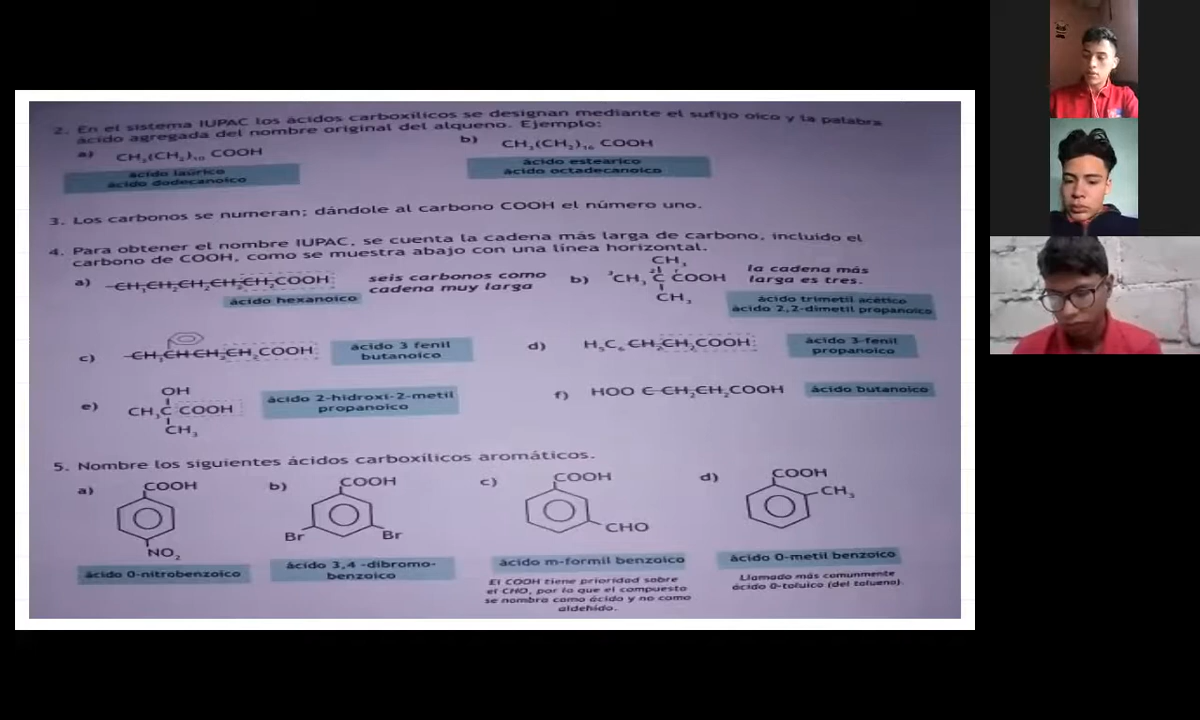 2. En el sistema IUPAC los ácidos carboxílicos se designan mediante el sufijo oico y la palabra
ácido agregada del nombre original del alqueno. Ejemplo:
a) CH₃(CH₂)₁₀ COOH
ácido láurico
ácido dodecanoico
b) CH₃(CH₂)₁₆ COOH
ácido estearico
ácido octadecanoico
3. Los carbonos se numeran; dándole al carbono COOH el número uno.
4. Para obtener el nombre IUPAC, se cuenta la cadena más larga de carbono, incluido el
carbono de COOH, como se muestra abajo con una línea horizontal.
a) CH₃CH₂CH₂CH₂CH₂COOH
seis carbonos como
cadena muy larga
ácido hexanoico
b)
CH₃
³CH₃ ²C ¹COOH
CH₃
la cadena más
larga es tres.
ácido trimetil acético
ácido 2,2-dimetil propanoico
c) CH₃CH CH₂CH₂COOH
ácido 3 fenil
butanoico
d) H₅C₆ CH₂CH₂COOH
ácido 3-fenil
propanoico
e)
OH
CH₃C COOH
CH₃
ácido 2-hidroxi-2-metil
propanoico
f) HOO C CH₂CH₂COOH
ácido butanoico
5. Nombre los siguientes ácidos carboxílicos aromáticos.
a) COOH
NO₂
ácido 0-nitrobenzoico
b) COOH
Br Br
ácido 3,4 -dibromo-
benzoico
c) COOH
CHO
ácido m-formil benzoico
El COOH tiene prioridad sobre
el CHO, por lo que el compuesto
se nombra como ácido y no como
aldehído.
d) COOH
CH₃
ácido 0-metil benzoico
Llamado más comunmente
ácido 0-toluico (del tolueno)